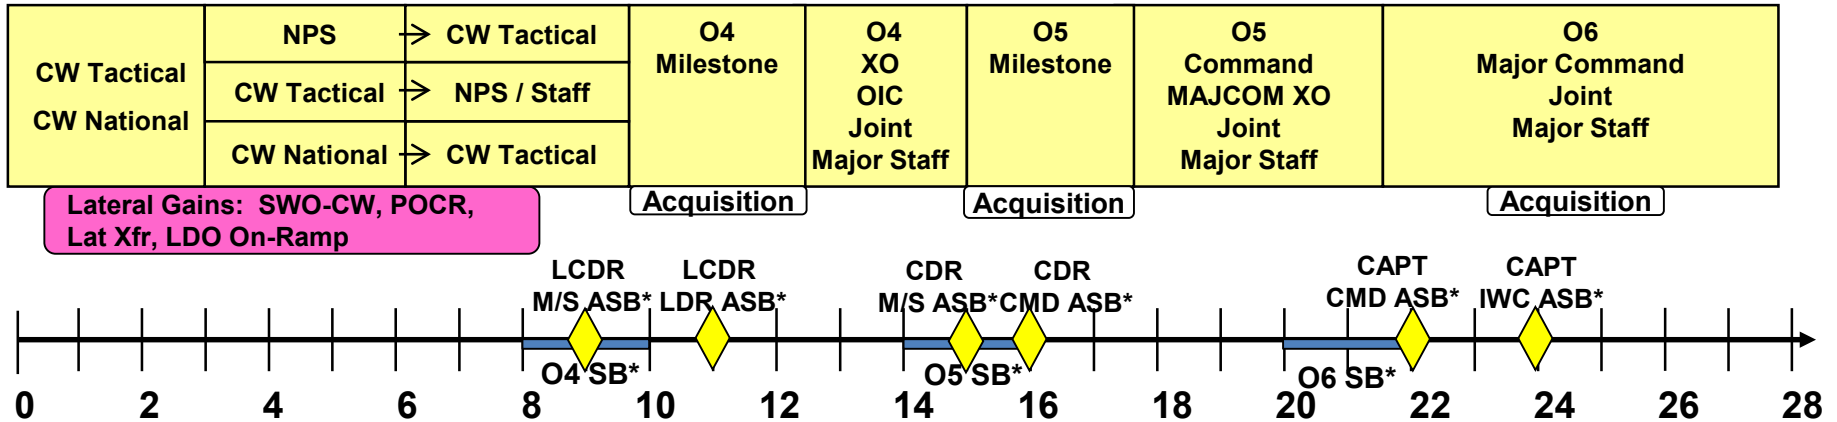 CW Tactical
CW National
NPS → CW Tactical
CW Tactical → NPS / Staff
CW National → CW Tactical
O4
Milestone
O4
XO
OIC
Joint
Major Staff
O5
Milestone
O5
Command
MAJCOM XO
Joint
Major Staff
O6
Major Command
Joint
Major Staff
Lateral Gains: SWO-CW, POCR,
Lat Xfr, LDO On-Ramp
Acquisition
Acquisition
Acquisition
LCDR
M/S ASB*
LCDR
LDR ASB*
CDR
M/S ASB*
CDR
CMD ASB*
CAPT
CMD ASB*
CAPT
IWC ASB*
O4 SB*
O5 SB*
O6 SB*
0 2 4 6 8 10 12 14 16 18 20 22 24 26 28